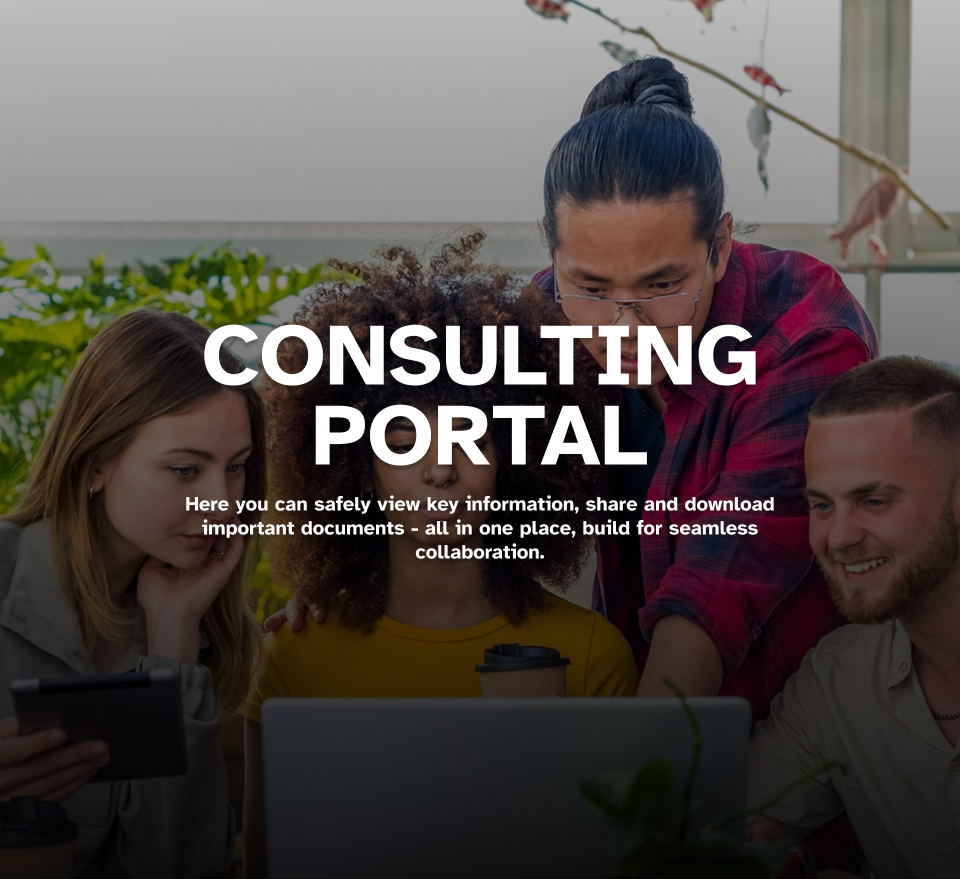 CONSULTING
PORTAL
Here you can safely view key information, share and download
important documents - all in one place, build for seamless
collaboration.